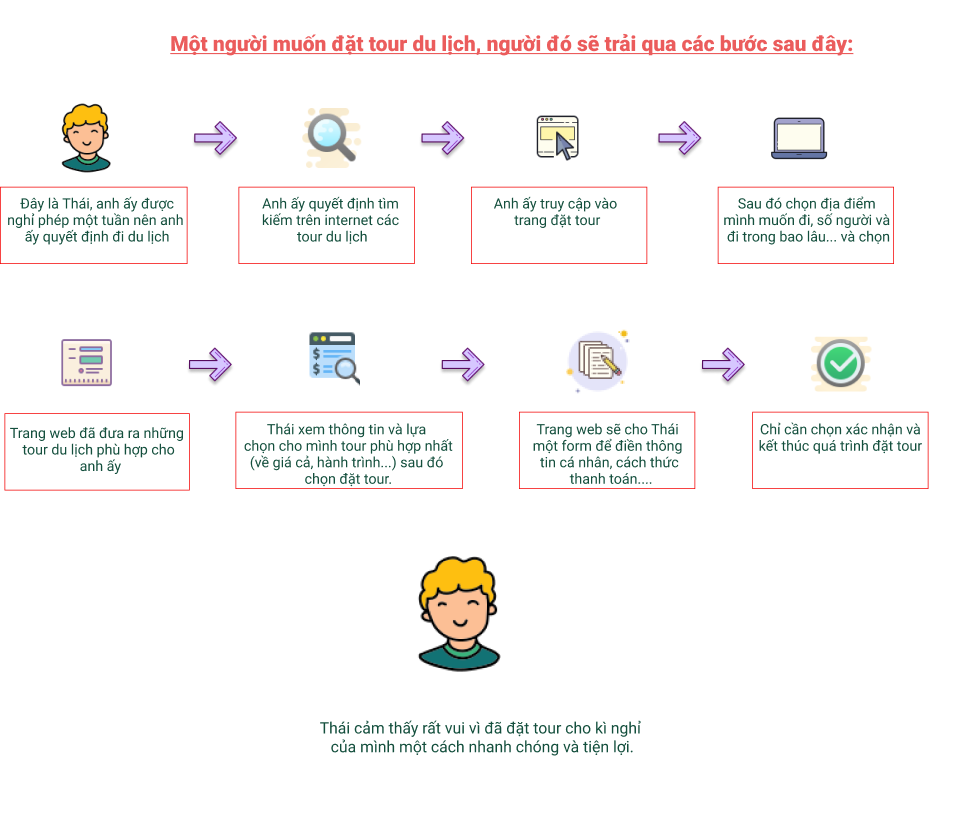 Một người muốn đặt tour du lịch, người đó sẽ trải qua các bước sau đây:
Đây là Thái, anh ấy được
nghỉ phép một tuần nên anh
ấy quyết định đi du lịch
Anh ấy quyết định tìm
kiếm trên internet các
tour du lịch
Anh ấy truy cập vào
trang đặt tour
Sau đó chọn địa điểm
mình muốn đi, số người và
đi trong bao lâu... và chọn
Trang web đã đưa ra những
tour du lịch phù hợp cho
anh ấy
Thái xem thông tin và lựa
chọn cho mình tour phù hợp nhất
(về giá cả, hành trình...) sau đó
chọn đặt tour.
Trang web sẽ cho Thái
một form để điền thông
tin cá nhân, cách thức
thanh toán....
Chỉ cần chọn xác nhận và
kết thúc quá trình đặt tour
Thái cảm thấy rất vui vì đã đặt tour cho kì nghỉ
của mình một cách nhanh chóng và tiện lợi.